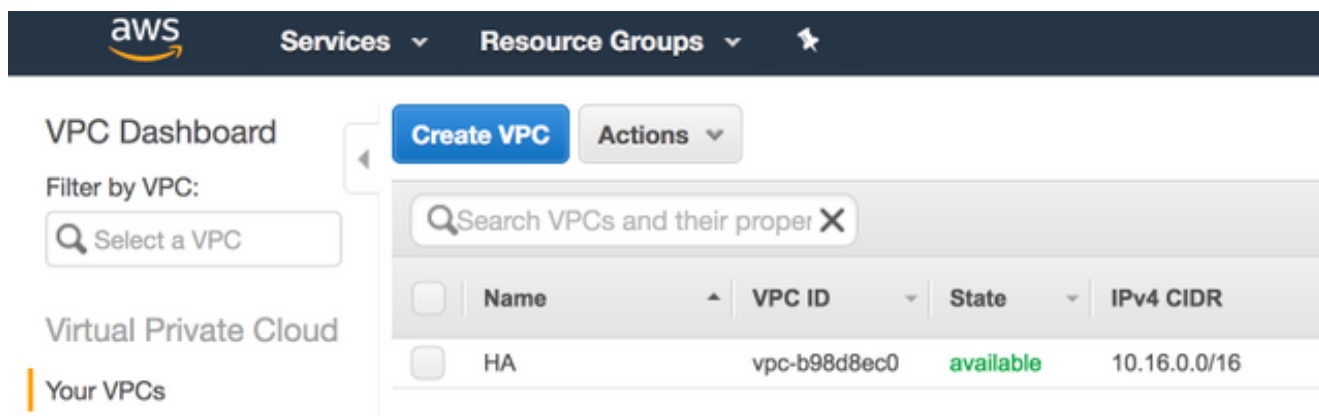 aws Services Resource Groups
VPC Dashboard
Filter by VPC:
Select a VPC
Virtual Private Cloud
Your VPCs
Create VPC Actions
Search VPCs and their proper
Name VPC ID State IPv4 CIDR
HA vpc-b98d8ec0 available 10.16.0.0/16